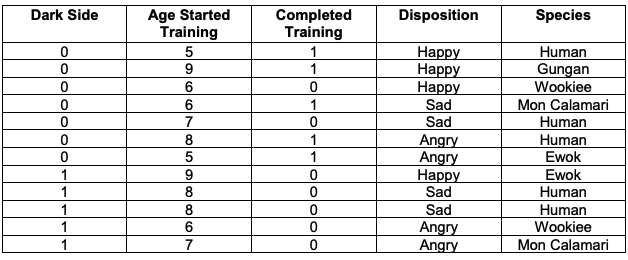 Dark Side Age Started Training Completed Training Disposition Species
0 5 1 Happy Human
0 9 1 Happy Gungan
0 6 0 Happy Wookiee
0 6 1 Sad Mon Calamari
0 7 0 Sad Human
0 8 1 Angry Human
0 5 1 Angry Ewok
1 9 0 Happy Ewok
1 8 0 Sad Human
1 8 0 Sad Human
1 6 0 Angry Wookiee
1 7 0 Angry Mon Calamari